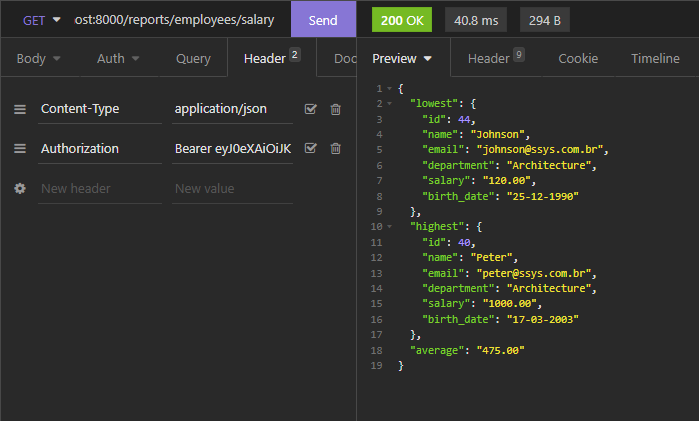 GET ost:8000/reports/employees/salary Send 200 OK 40.8 ms 294 B
Body Auth Query Header 2 Doc Preview Header 9 Cookie Timeline
Content-Type application/json
Authorization Bearer eyJ0eXAiOiJK
New header New value
1 {
2 "lowest": {
3 "id": 44,
4 "name": "Johnson",
5 "email": "johnson@ssys.com.br",
6 "department": "Architecture",
7 "salary": "120.00",
8 "birth_date": "25-12-1990"
9 },
10 "highest": {
11 "id": 40,
12 "name": "Peter",
13 "email": "peter@ssys.com.br",
14 "department": "Architecture",
15 "salary": "1000.00",
16 "birth_date": "17-03-2003"
17 },
18 "average": "475.00"
19 }